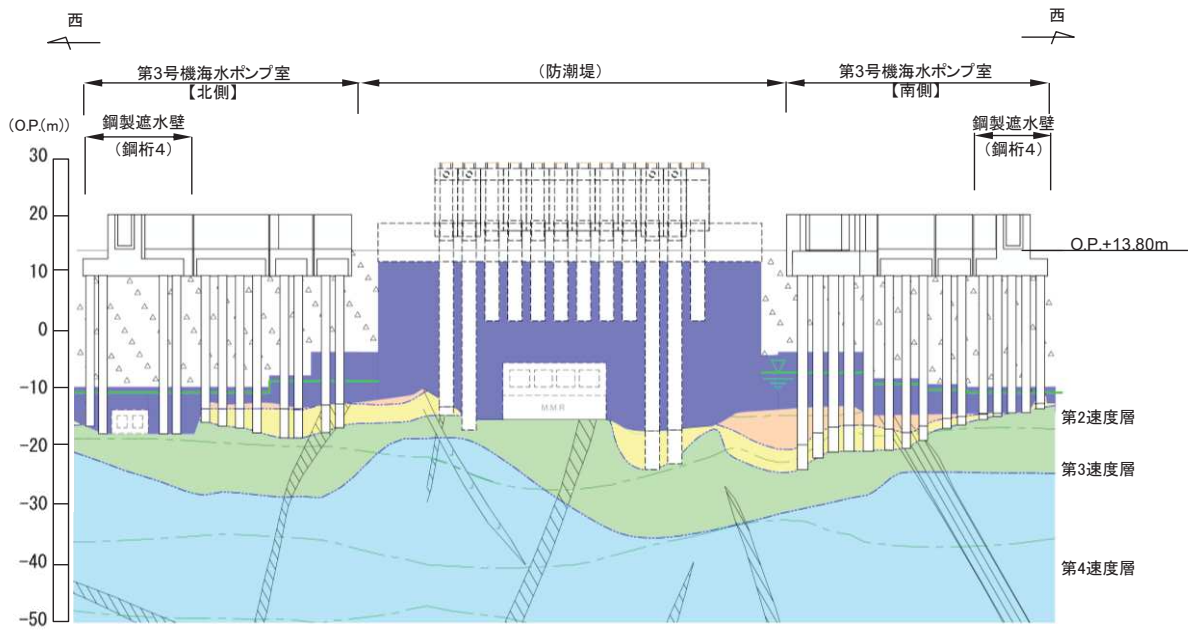 西
西
第3号機海水ポンプ室
【北側】
(防潮堤)
第3号機海水ポンプ室
【南側】
(O.P.(m))
鋼製遮水壁
(鋼桁4)
鋼製遮水壁
(鋼桁4)
30
20
O.P.+13.80m
10
0
-10
MMR
第2速度層
-20
第3速度層
-30
-40
第4速度層
-50